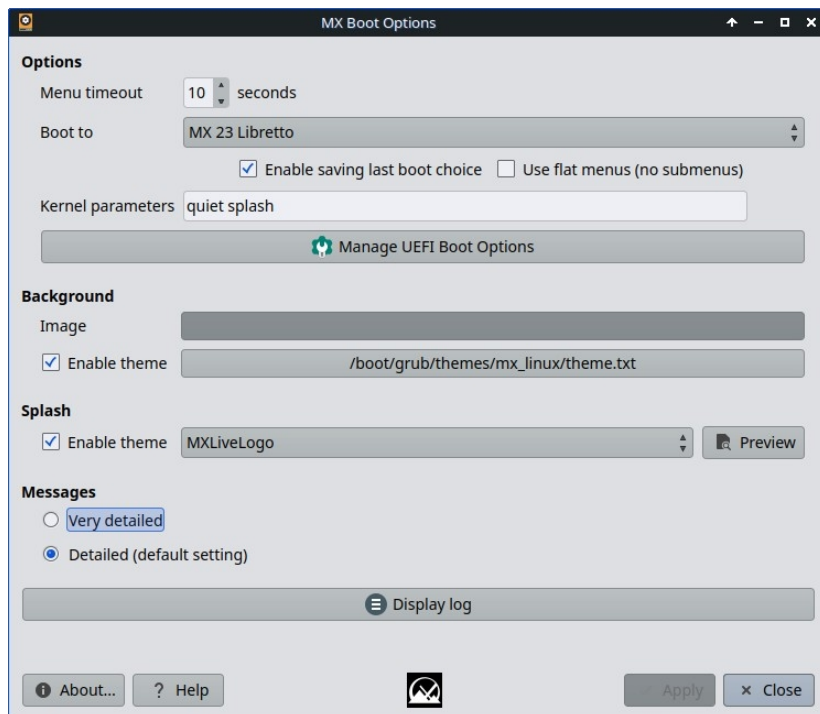 MX Boot Options
Options
Menu timeout 10 seconds
Boot to MX 23 Libretto
Enable saving last boot choice Use flat menus (no submenus)
Kernel parameters quiet splash
Manage UEFI Boot Options
Background
Image
Enable theme /boot/grub/themes/mx_linux/theme.txt
Splash
Enable theme MXLiveLogo Preview
Messages
Very detailed
Detailed (default setting)
Display log
About... ? Help Apply Close